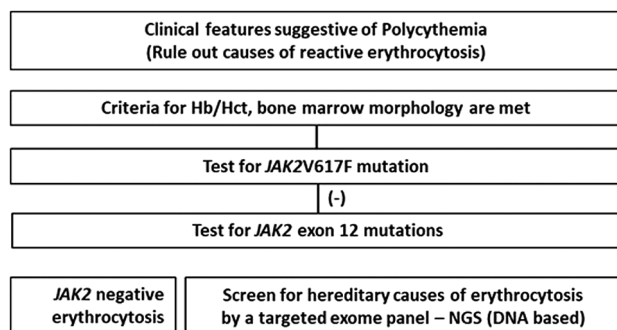 Clinical features suggestive of Polycythemia
(Rule out causes of reactive erythrocytosis)
Criteria for Hb/Hct, bone marrow morphology are met
Test for JAK2V617F mutation
(-)
Test for JAK2 exon 12 mutations
JAK2 negative
erythrocytosis
Screen for hereditary causes of erythrocytosis
by a targeted exome panel – NGS (DNA based)